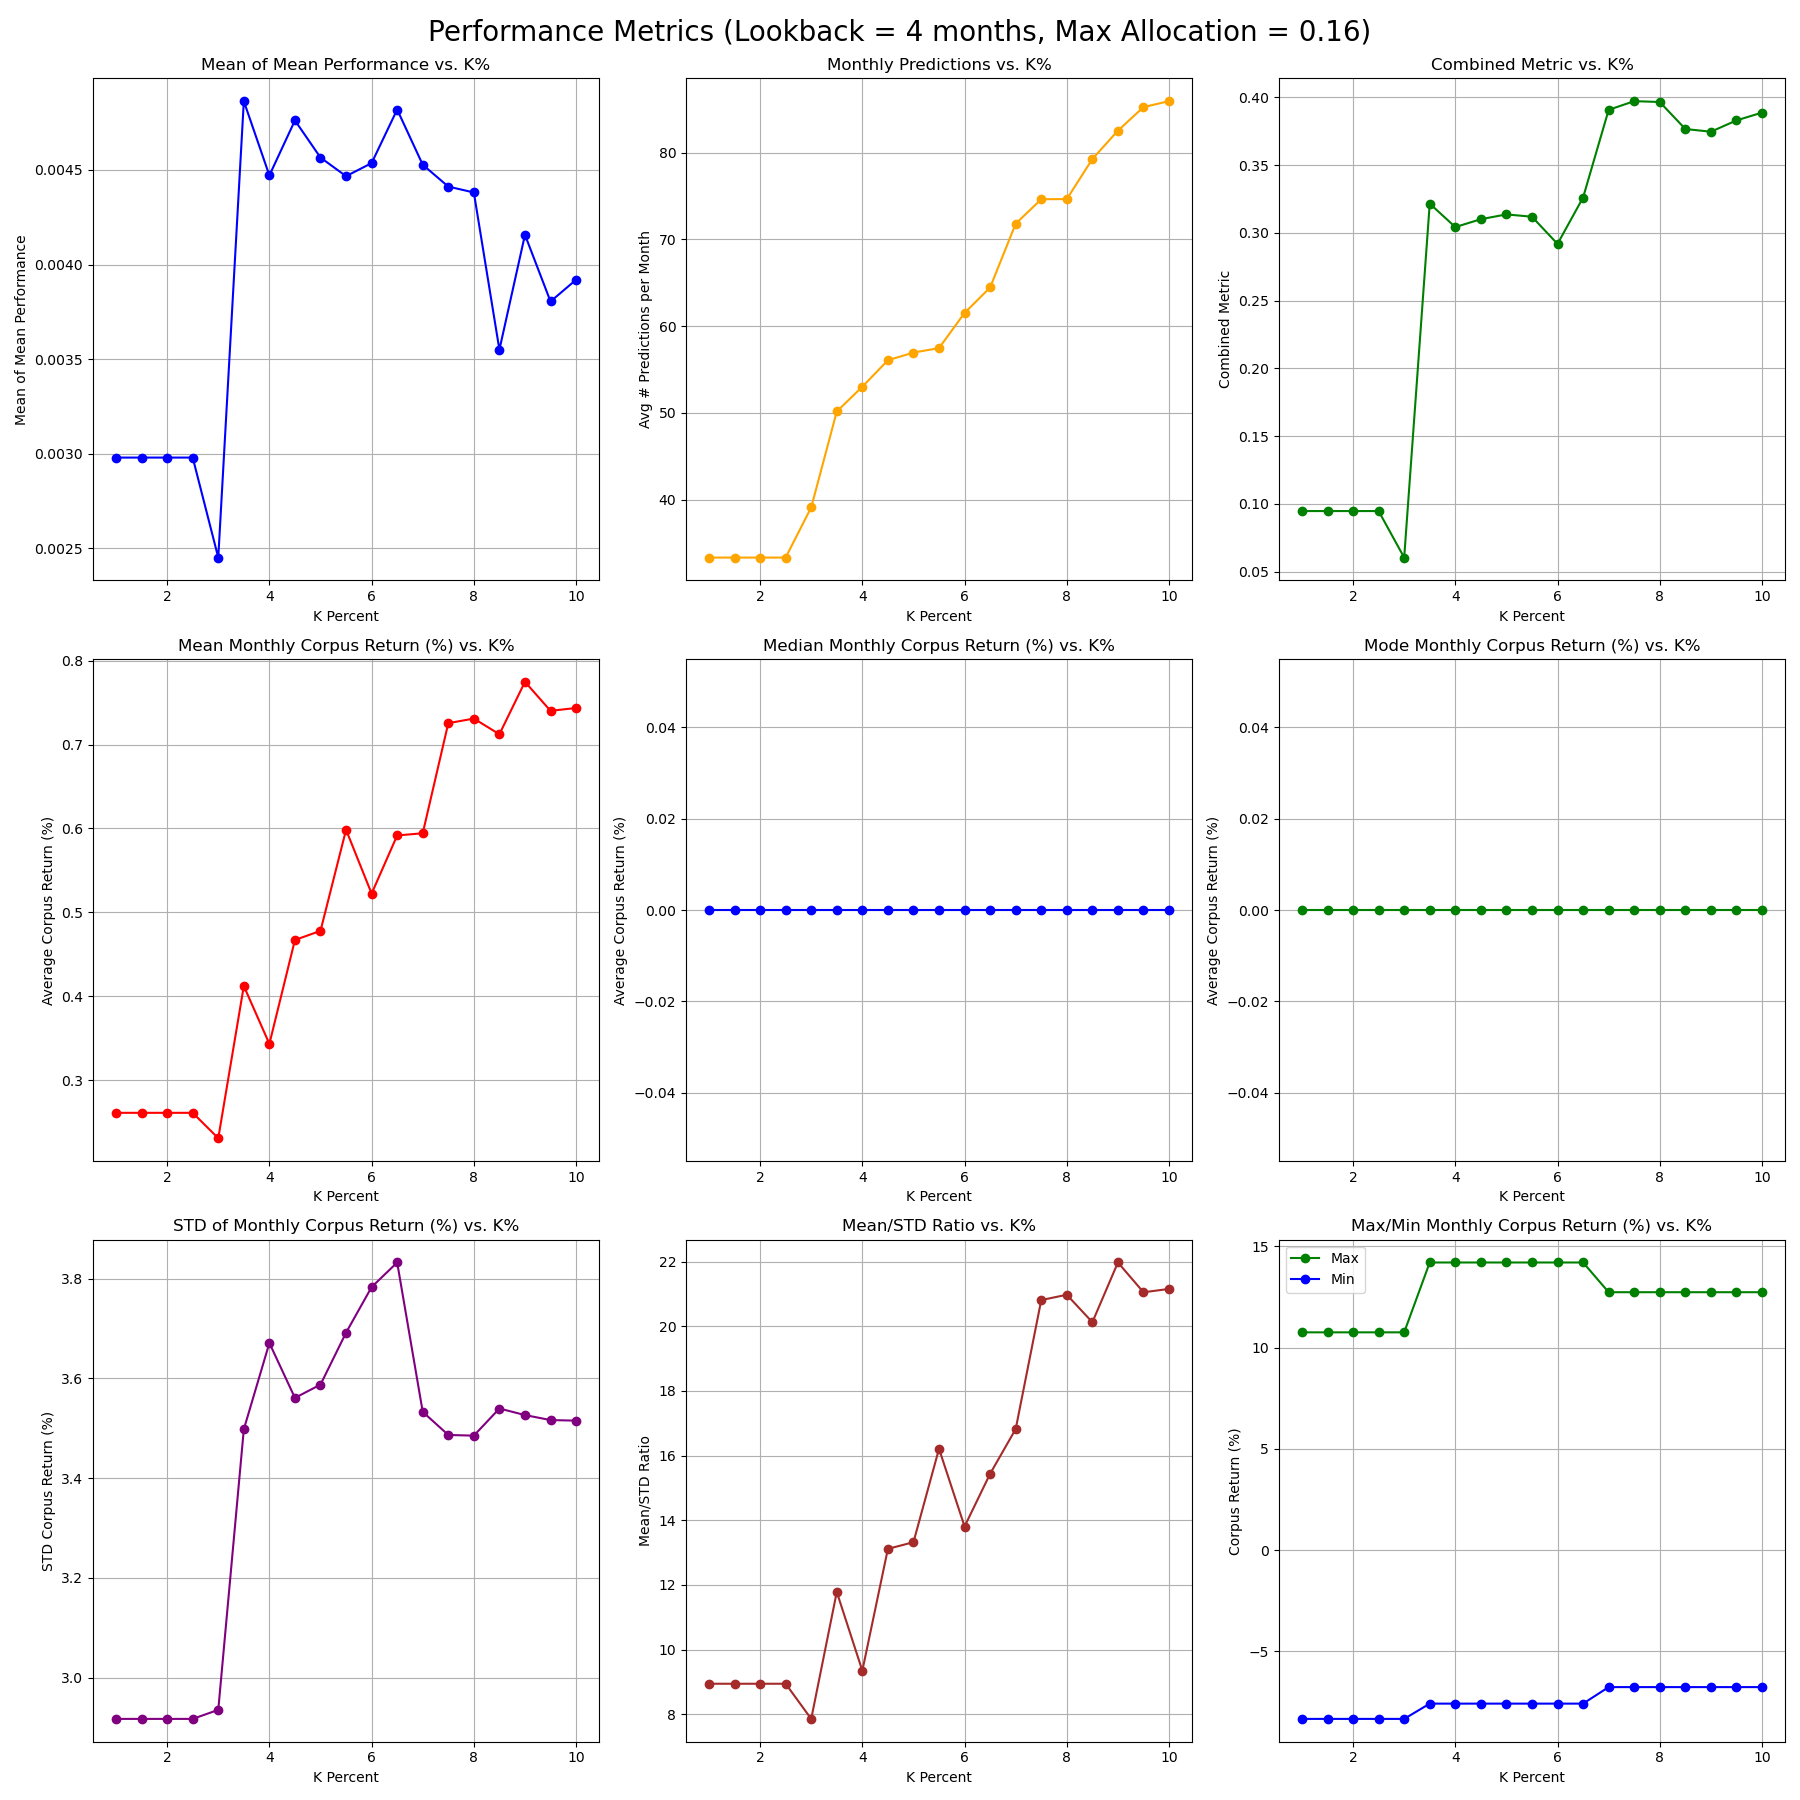 Performance Metrics (Lookback = 4 months, Max Allocation = 0.16)
Mean of Mean Performance vs. K%
Mean of Mean Performance
0.0045
0.0040
0.0035
0.0030
0.0025
2 4 6 8 10
K Percent
Monthly Predictions vs. K%
Avg # Predictions per Month
80
70
60
50
40
2 4 6 8 10
K Percent
Combined Metric vs. K%
Combined Metric
0.40
0.35
0.30
0.25
0.20
0.15
0.10
0.05
2 4 6 8 10
K Percent
Mean Monthly Corpus Return (%) vs. K%
Average Corpus Return (%)
0.8
0.7
0.6
0.5
0.4
0.3
2 4 6 8 10
K Percent
Median Monthly Corpus Return (%) vs. K%
Average Corpus Return (%)
0.04
0.02
0.00
−0.02
−0.04
2 4 6 8 10
K Percent
Mode Monthly Corpus Return (%) vs. K%
Average Corpus Return (%)
0.04
0.02
0.00
−0.02
−0.04
2 4 6 8 10
K Percent
STD of Monthly Corpus Return (%) vs. K%
STD Corpus Return (%)
3.8
3.6
3.4
3.2
3.0
2 4 6 8 10
K Percent
Mean/STD Ratio vs. K%
Mean/STD Ratio
22
20
18
16
14
12
10
8
2 4 6 8 10
K Percent
Max/Min Monthly Corpus Return (%) vs. K%
Corpus Return (%)
Max
Min
15
10
5
0
−5
2 4 6 8 10
K Percent